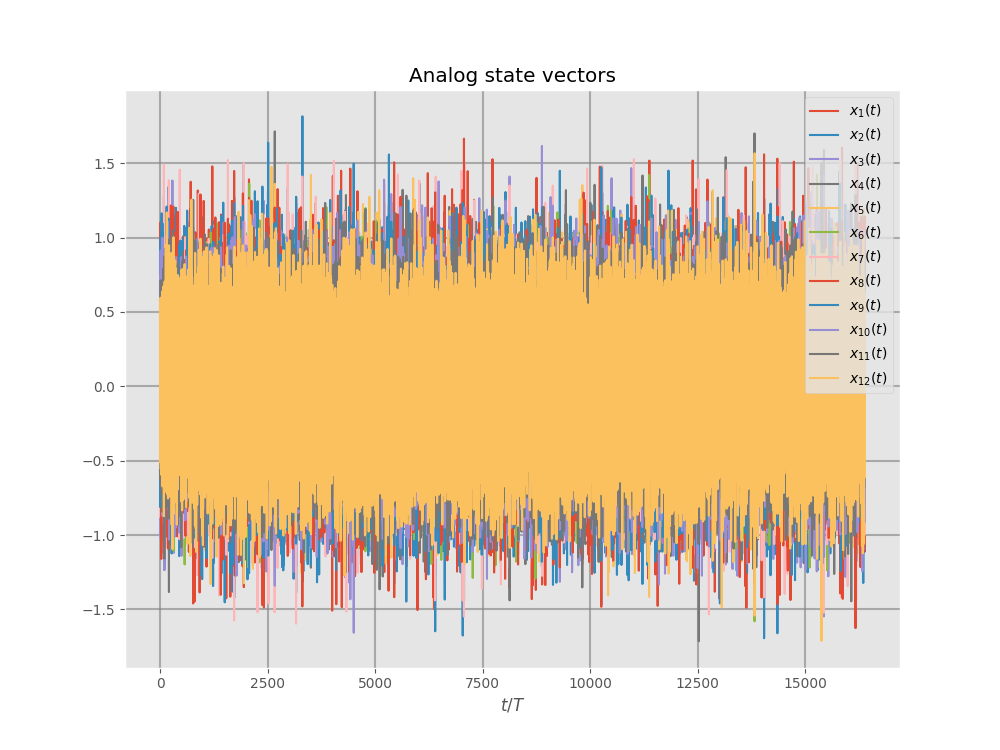 Analog state vectors
1.5
1.0
0.5
0.0
−0.5
−1.0
−1.5
x₁(t)
x₂(t)
x₃(t)
x₄(t)
x₅(t)
x₆(t)
x₇(t)
x₈(t)
x₉(t)
x₁₀(t)
x₁₁(t)
x₁₂(t)
0 2500 5000 7500 10000 12500 15000
t/T